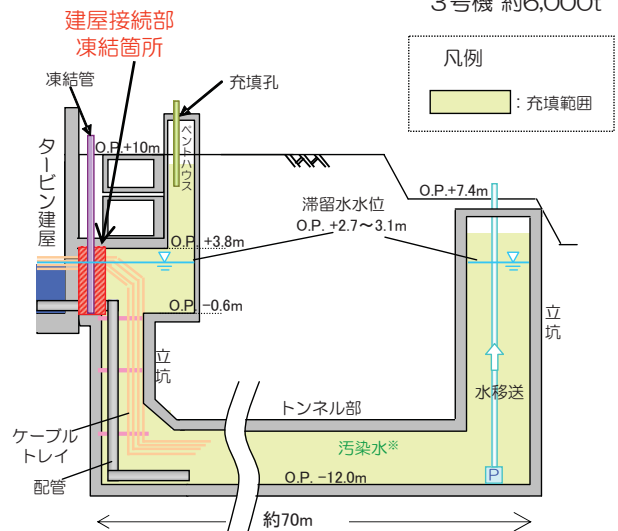 3号機 約6,000t
建屋接続部
凍結箇所
凡例
：充填範囲
凍結管
充填孔
ベントハウス
タービン建屋
O.P.+10m
O.P.+7.4m
滞留水水位
O.P. +2.7～3.1m
O.P. +3.8m
O.P. −0.6m
立坑
立坑
トンネル部
水移送
ケーブル
トレイ
汚染水※
配管
O.P. −12.0m
P
約70m